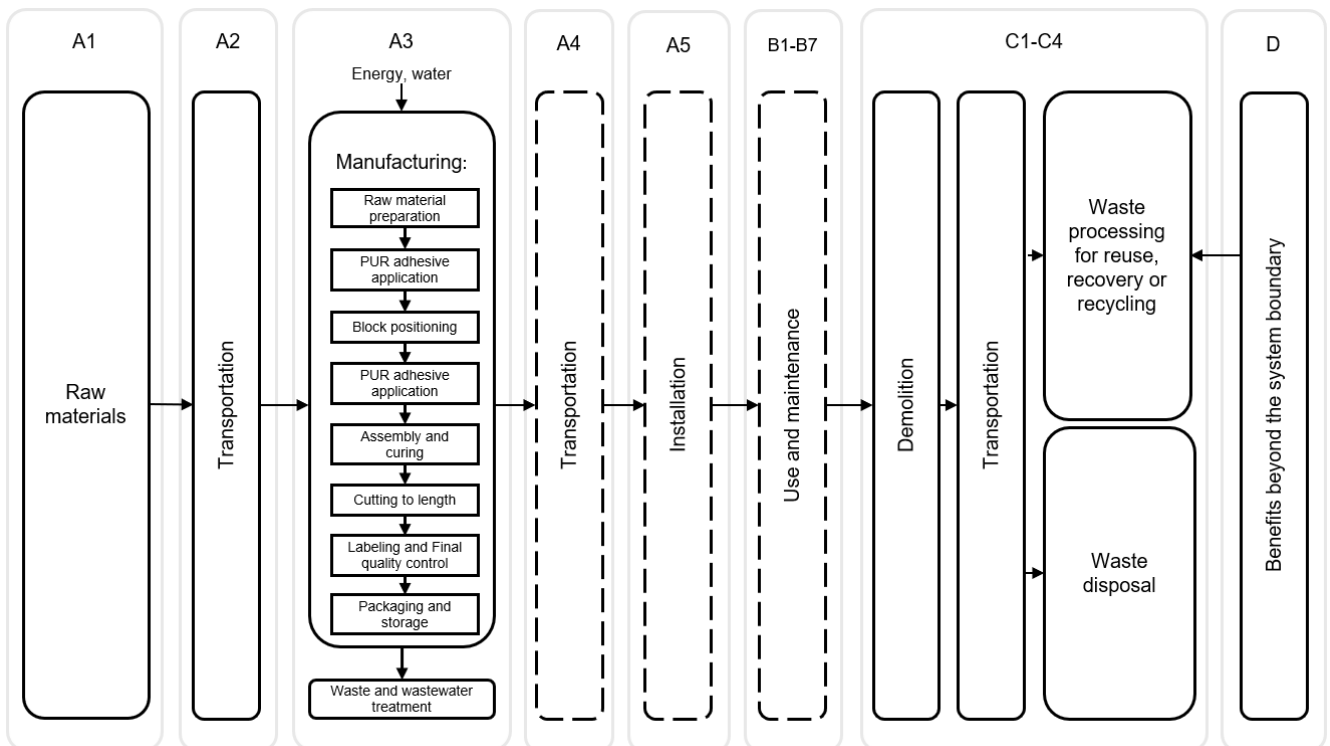 A1
Raw
materials
A2
Transportation
A3
Energy, water
Manufacturing:
Raw material
preparation
PUR adhesive
application
Block positioning
PUR adhesive
application
Assembly and
curing
Cutting to length
Labeling and Final
quality control
Packaging and
storage
Waste and wastewater
treatment
A4
Transportation
A5
Installation
B1-B7
Use and maintenance
C1-C4
Demolition
Transportation
Waste
processing
for reuse,
recovery or
recycling
Waste
disposal
D
Benefits beyond the system boundary